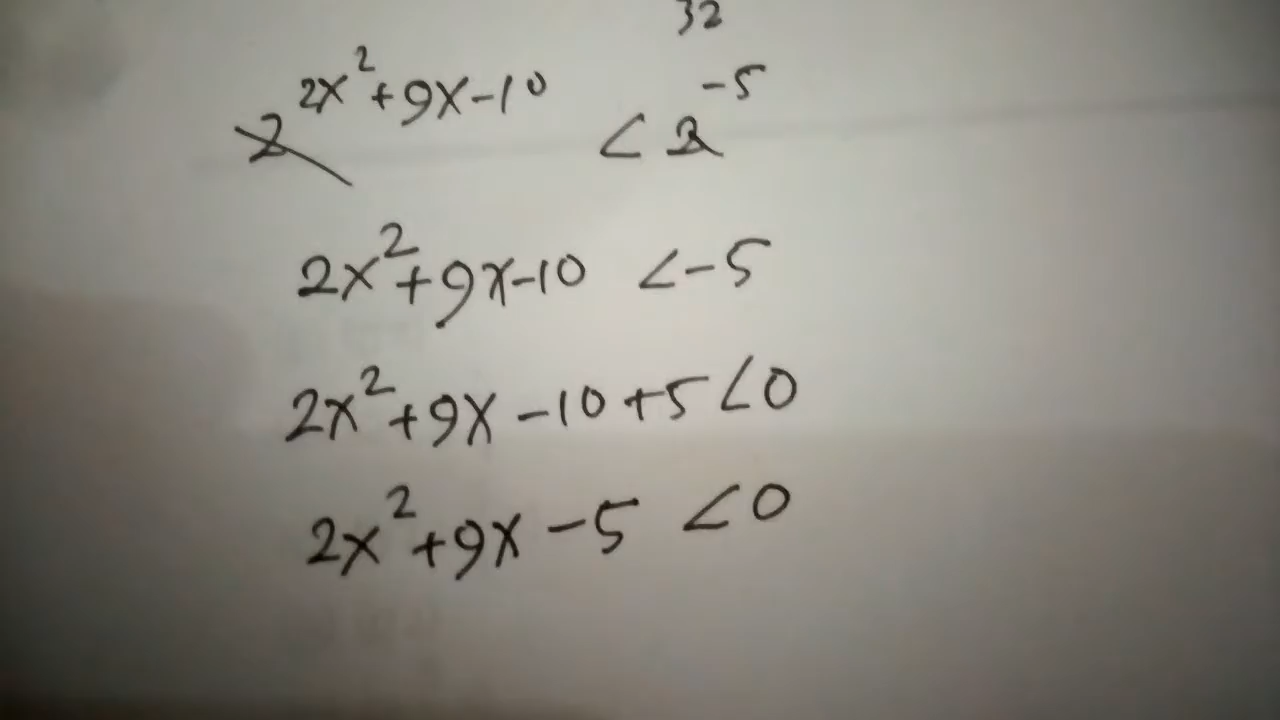 32
2^{2x²+9x-10} < 2^{-5}
2x²+9x-10 <-5
2x²+9x-10+5<0
2x²+9x-5 <0